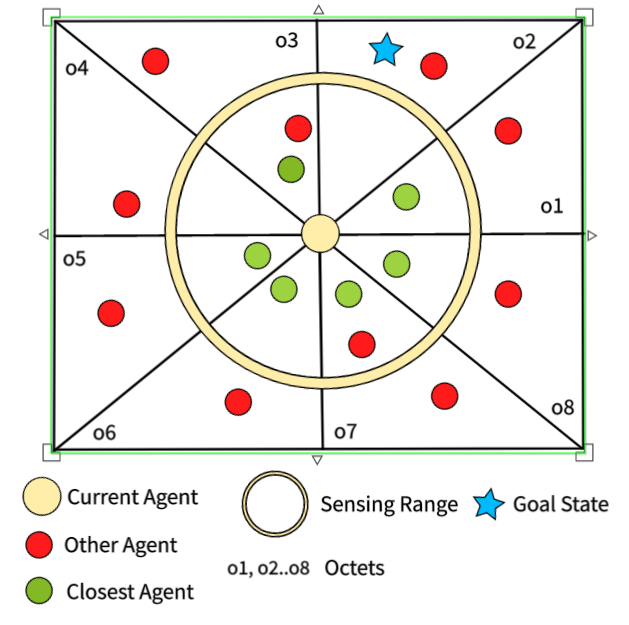 o3
o2
o4
o1
o5
o8
o6
o7
Current Agent
Sensing Range
Goal State
Other Agent
o1, o2..o8 Octets
Closest Agent